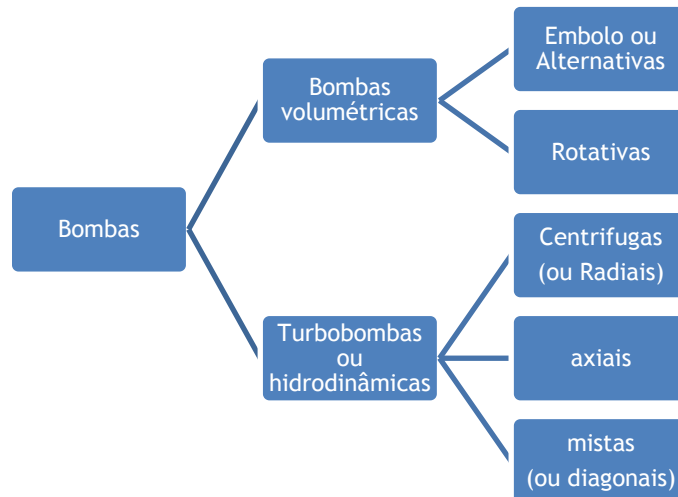 Embolo ou
Alternativas
Bombas
volumétricas
Rotativas
Bombas
Centrifugas
(ou Radiais)
Turbobombas
ou
hidrodinâmicas
axiais
mistas
(ou diagonais)